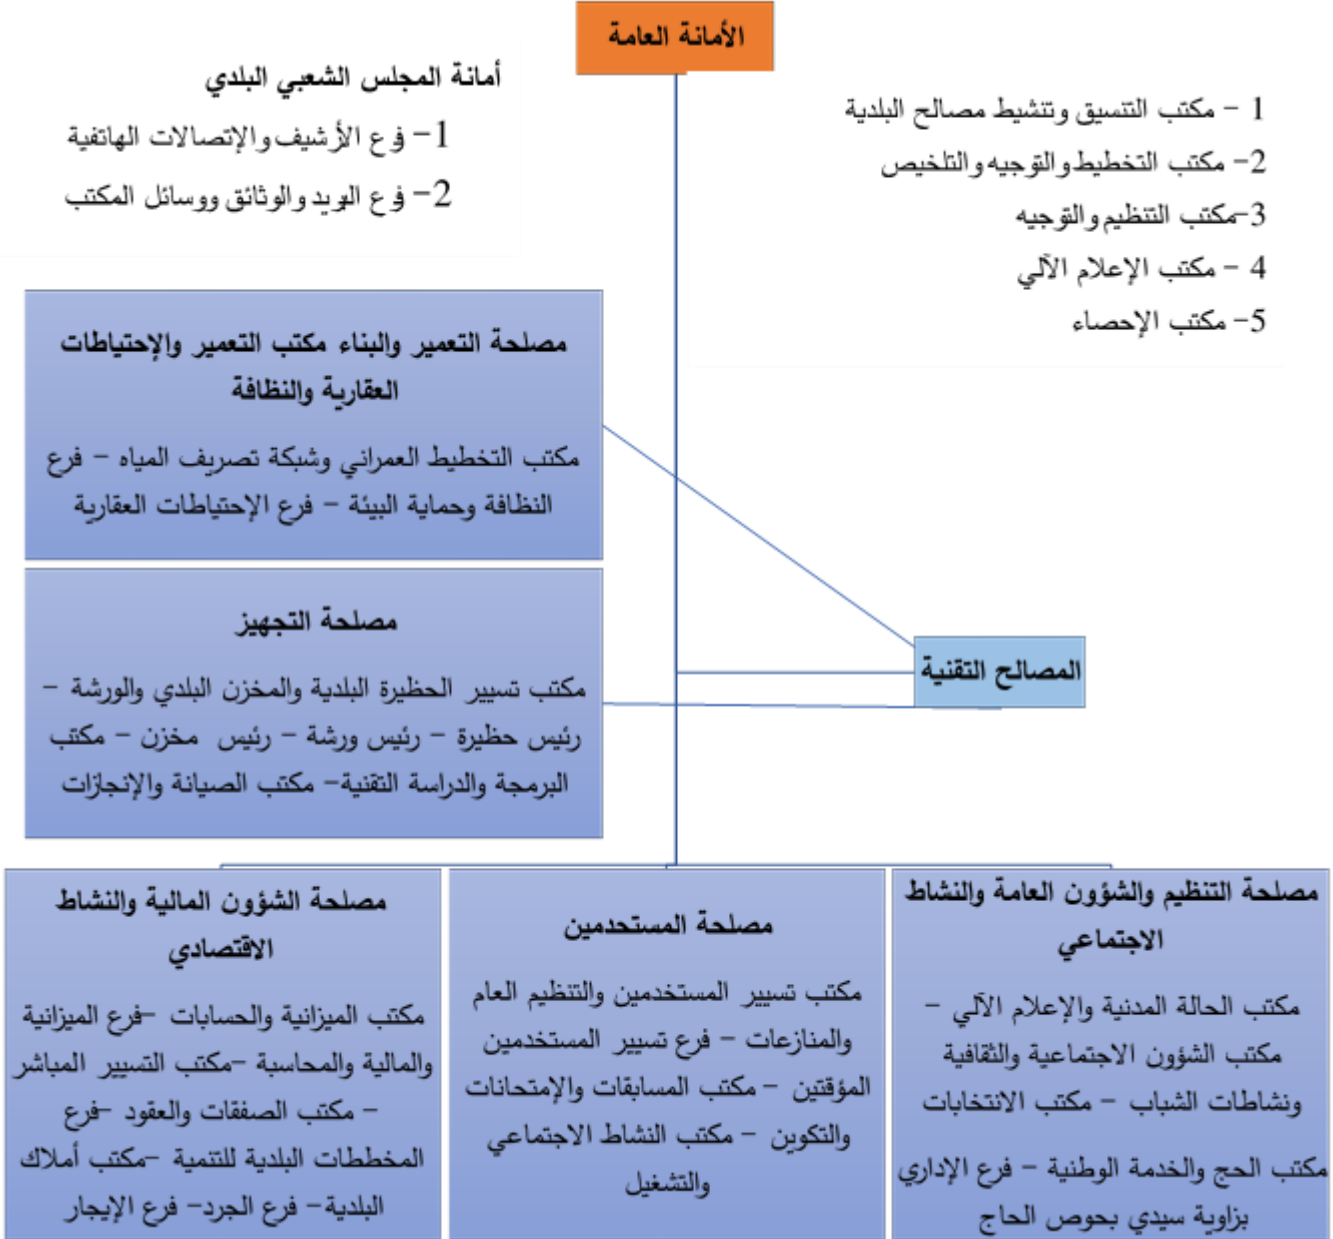 الأمانة العامة
1 – مكتب التنسيق وتنشيط مصالح البلدية
2– مكتب التخطيط والتوجيه والتلخيص
3–مكتب التنظيم والتوجيه
4 – مكتب الإعلام الآلي
5– مكتب الإحصاء
أمانة المجلس الشعبي البلدي
1– فرع الأرشيف والإتصالات الهاتفية
2– فرع البريد والوثائق ووسائل المكتب
مصلحة التعمير والبناء مكتب التعمير والإحتياطات
العقارية والنظافة
مكتب التخطيط العمراني وشبكة تصريف المياه – فرع
النظافة وحماية البيئة – فرع الإحتياطات العقارية
المصالح التقنية
مصلحة التجهيز
مكتب تسيير الحظيرة البلدية والمخزن البلدي والورشة –
رئيس حظيرة – رئيس ورشة – رئيس مخزن – مكتب
البرمجة والدراسة التقنية– مكتب الصيانة والإنجازات
مصلحة التنظيم والشؤون العامة والنشاط
الاجتماعي
مكتب الحالة المدنية والإعلام الآلي –
مكتب الشؤون الاجتماعية والثقافية
ونشاطات الشباب – مكتب الانتخابات
مكتب الحج والخدمة الوطنية – فرع الإداري
بزاوية سيدي بحوص الحاج
مصلحة المستحدمين
مكتب تسيير المستخدمين والتنظيم العام
والمنازعات – فرع تسيير المستخدمين
المؤقتين – مكتب المسابقات والإمتحانات
والتكوين – مكتب النشاط الاجتماعي
والتشغيل
مصلحة الشؤون المالية والنشاط
الاقتصادي
مكتب الميزانية والحسابات –فرع الميزانية
والمالية والمحاسبة –مكتب التسيير المباشر
– مكتب الصفقات والعقود –فرع
المخططات البلدية للتنمية –مكتب أملاك
البلدية– فرع الجرد– فرع الإيجار